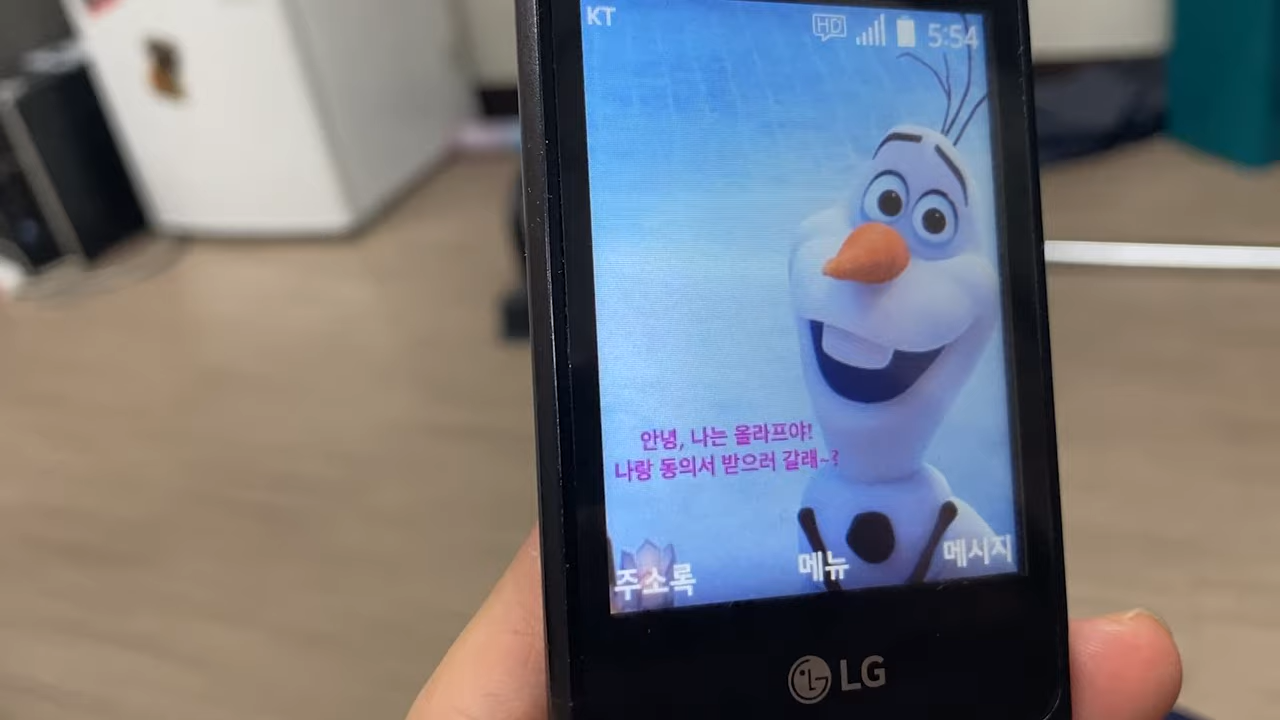 KT
HD
5:54
안녕, 나는 올라프야!
나랑 동의서 받으러 갈래~?
주소록 메뉴 메시지
LG